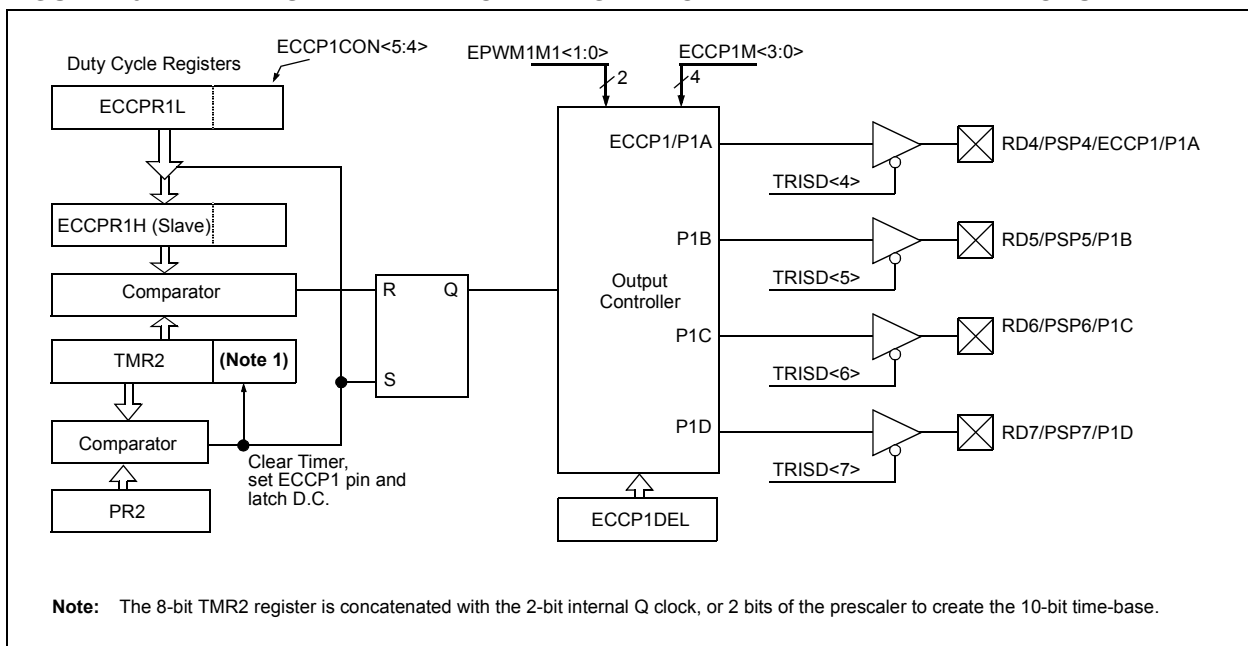 ECCP1CON<5:4>
Duty Cycle Registers
ECCPR1L
ECCPR1H (Slave)
Comparator
TMR2
(Note 1)
Comparator
PR2
Clear Timer,
set ECCP1 pin and
latch D.C.
R
Q
S
EPWM1M1<1:0>
2
ECCP1M<3:0>
4
Output
Controller
ECCP1/P1A
P1B
P1C
P1D
ECCP1DEL
TRISD<4>
RD4/PSP4/ECCP1/P1A
TRISD<5>
RD5/PSP5/P1B
TRISD<6>
RD6/PSP6/P1C
TRISD<7>
RD7/PSP7/P1D
Note: The 8-bit TMR2 register is concatenated with the 2-bit internal Q clock, or 2 bits of the prescaler to create the 10-bit time-base.